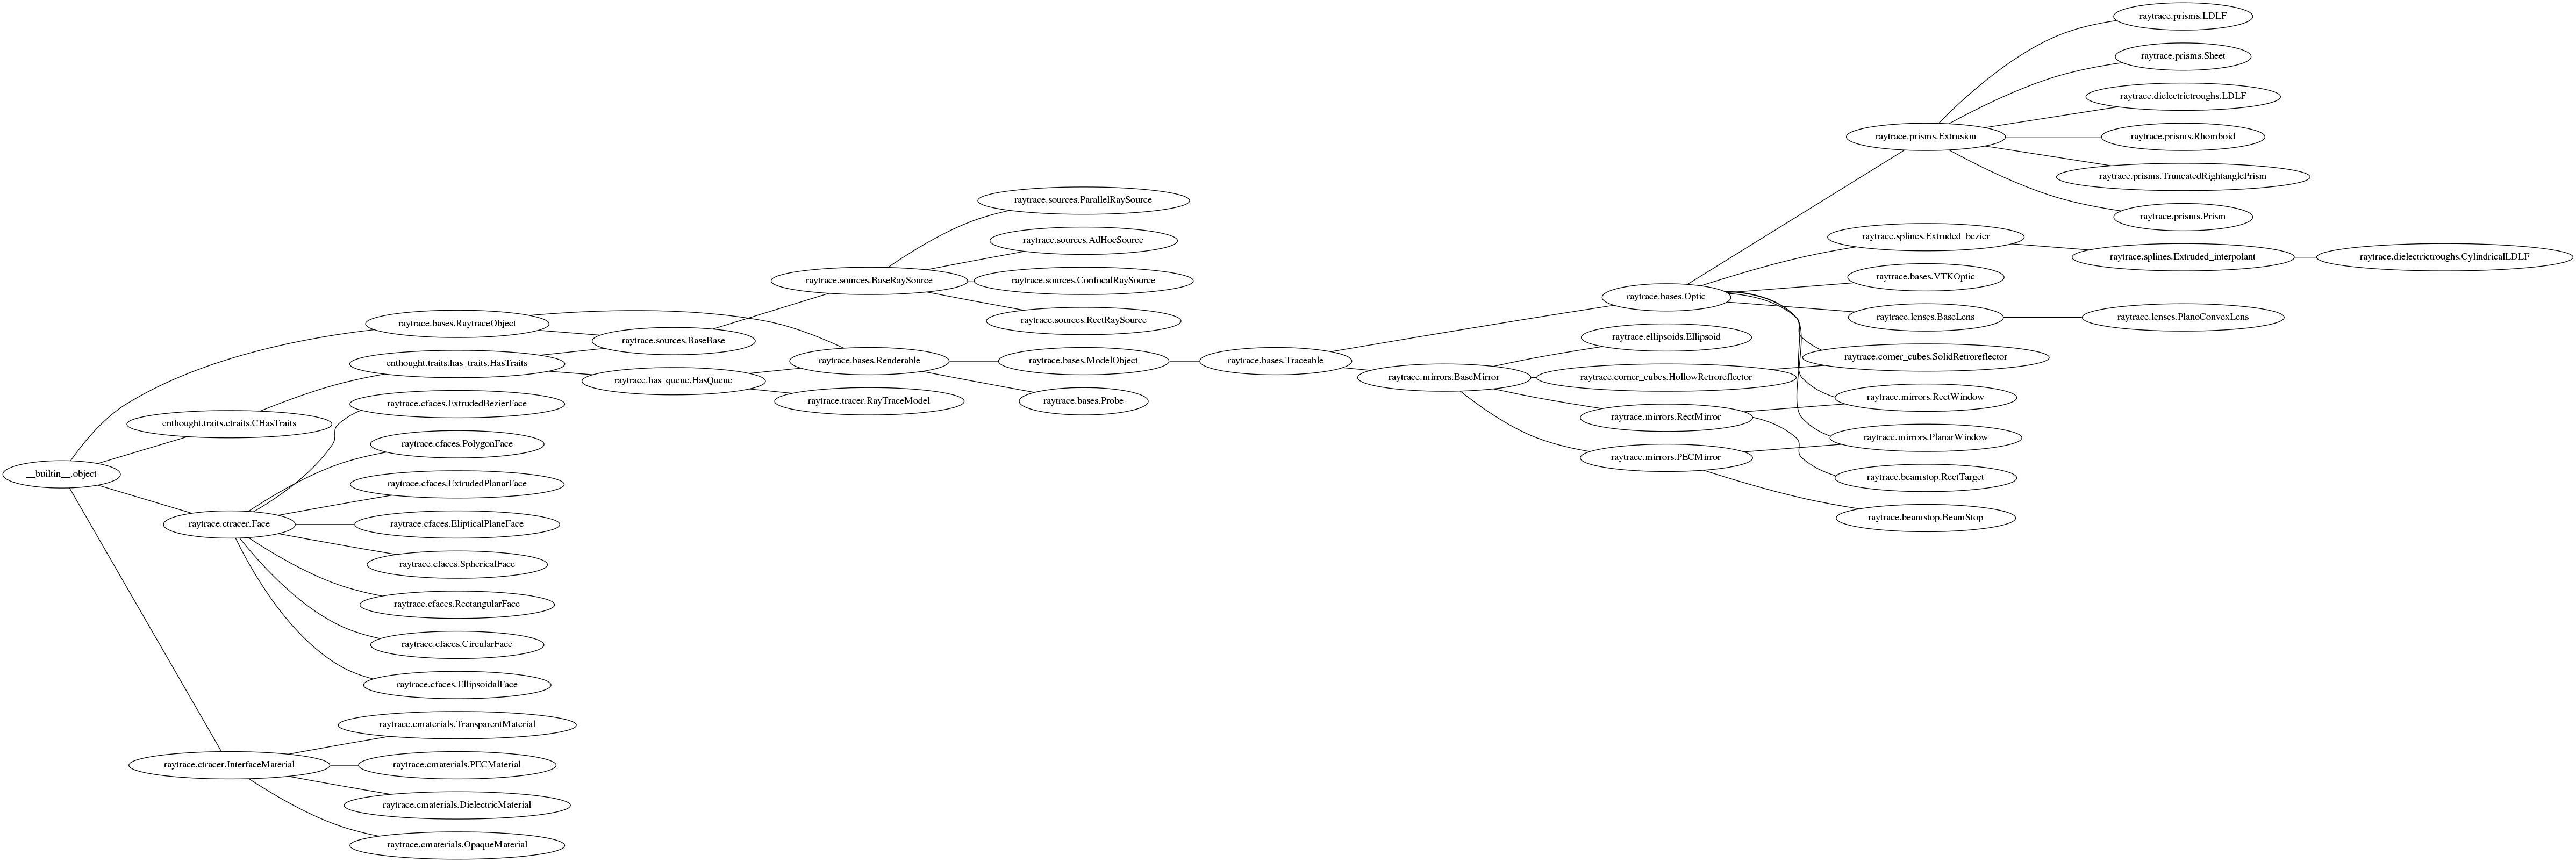 raytrace.prisms.LDLF
raytrace.prisms.Sheet
raytrace.dielectrictroughs.LDLF
raytrace.prisms.Extrusion
raytrace.prisms.Rhomboid
raytrace.prisms.TruncatedRightanglePrism
raytrace.sources.ParallelRaySource
raytrace.prisms.Prism
raytrace.sources.AdHocSource
raytrace.splines.Extruded_bezier
raytrace.splines.Extruded_interpolant
raytrace.dielectrictroughs.CylindricalLDLF
raytrace.sources.BaseRaySource
raytrace.sources.ConfocalRaySource
raytrace.bases.VTKOptic
raytrace.bases.Optic
raytrace.bases.RaytraceObject
raytrace.sources.RectRaySource
raytrace.lenses.BaseLens
raytrace.lenses.PlanoConvexLens
raytrace.sources.BaseBase
raytrace.ellipsoids.Ellipsoid
enthought.traits.has_traits.HasTraits
raytrace.bases.Renderable
raytrace.bases.ModelObject
raytrace.bases.Traceable
raytrace.corner_cubes.SolidRetroreflector
raytrace.has_queue.HasQueue
raytrace.mirrors.BaseMirror
raytrace.corner_cubes.HollowRetroreflector
raytrace.cfaces.ExtrudedBezierFace
raytrace.tracer.RayTraceModel
raytrace.bases.Probe
raytrace.mirrors.RectWindow
enthought.traits.ctraits.CHasTraits
raytrace.mirrors.RectMirror
raytrace.cfaces.PolygonFace
raytrace.mirrors.PlanarWindow
raytrace.mirrors.PECMirror
__builtin__.object
raytrace.cfaces.ExtrudedPlanarFace
raytrace.beamstop.RectTarget
raytrace.ctracer.Face
raytrace.cfaces.ElipticalPlaneFace
raytrace.beamstop.BeamStop
raytrace.cfaces.SphericalFace
raytrace.cfaces.RectangularFace
raytrace.cfaces.CircularFace
raytrace.cfaces.EllipsoidalFace
raytrace.cmaterials.TransparentMaterial
raytrace.ctracer.InterfaceMaterial
raytrace.cmaterials.PECMaterial
raytrace.cmaterials.DielectricMaterial
raytrace.cmaterials.OpaqueMaterial